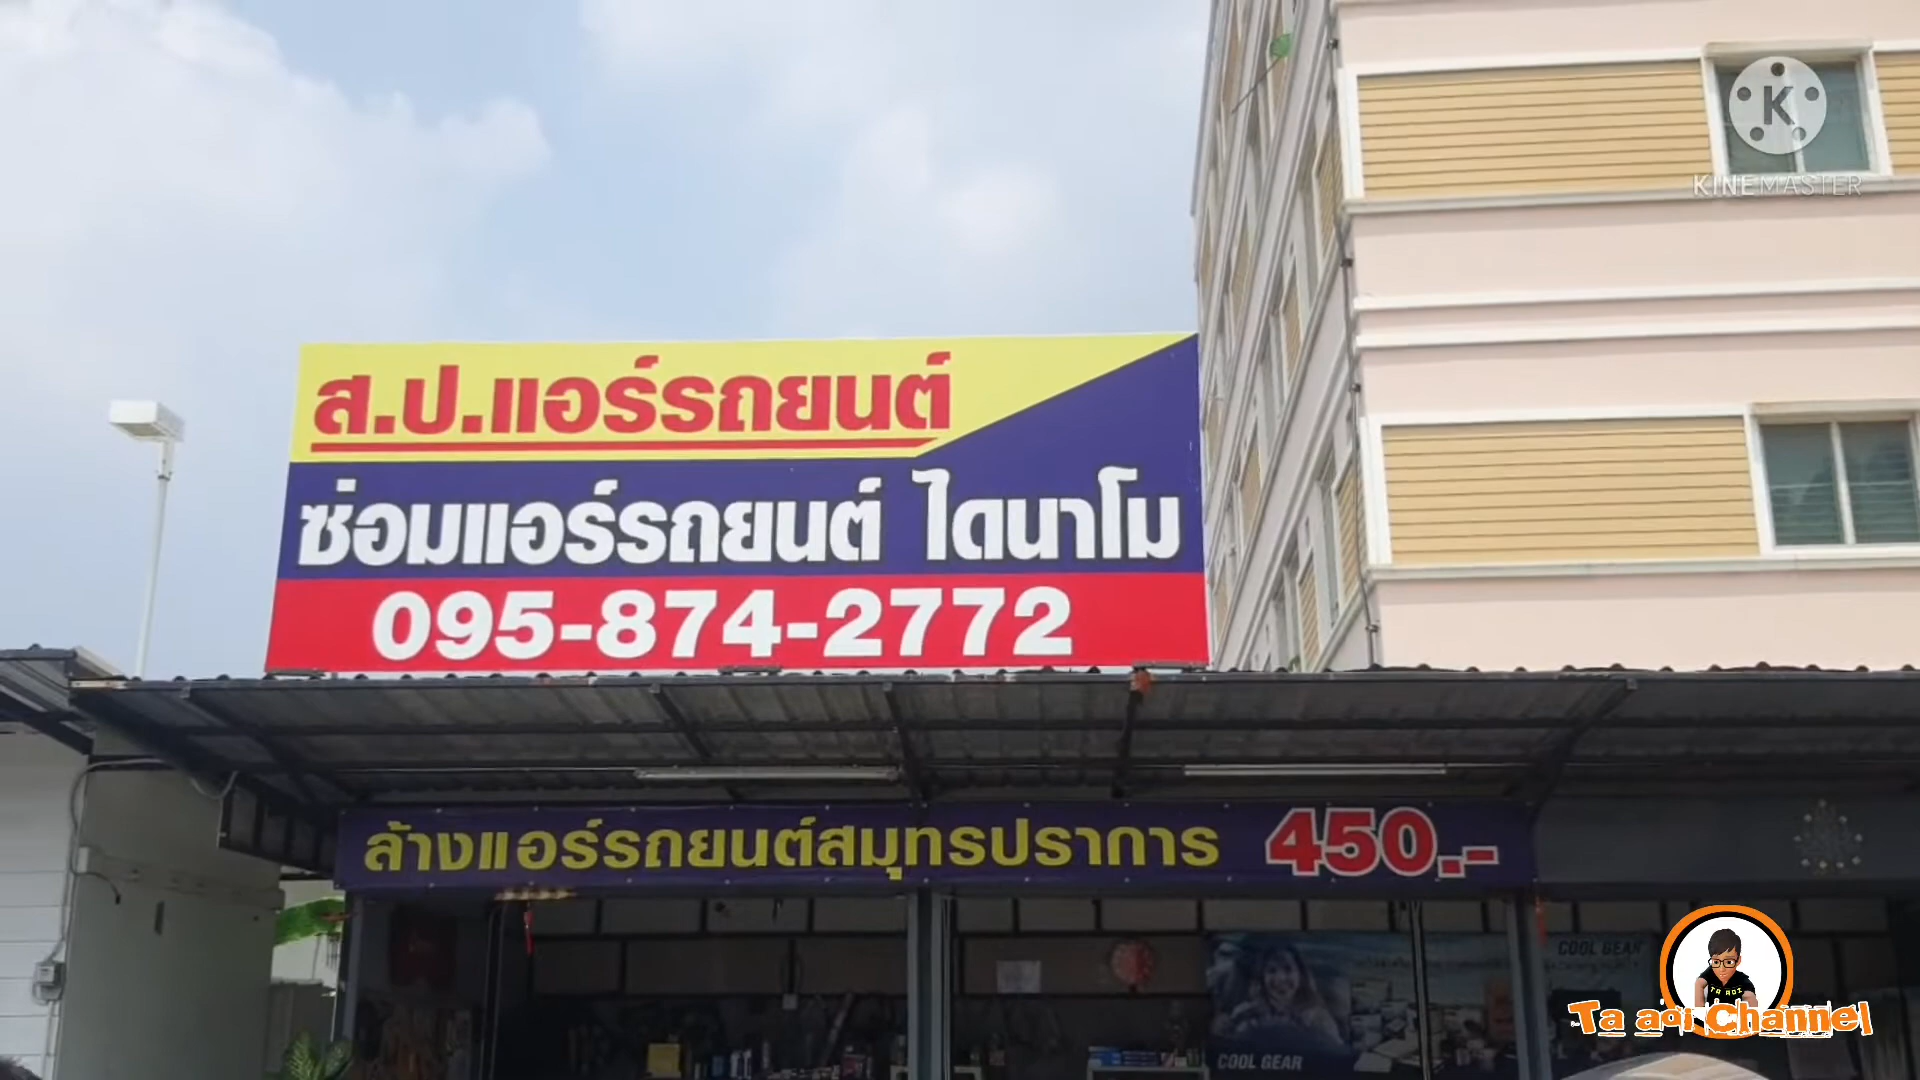 K
KINEMASTER
ส.ป.แอร์รถยนต์
ซ่อมแอร์รถยนต์ ไดนาโม
095-874-2772
ล้างแอร์รถยนต์สมุทรปราการ 450.-
COOL GEAR
COOL GEAR
TA AOI
Ta aoi Channel